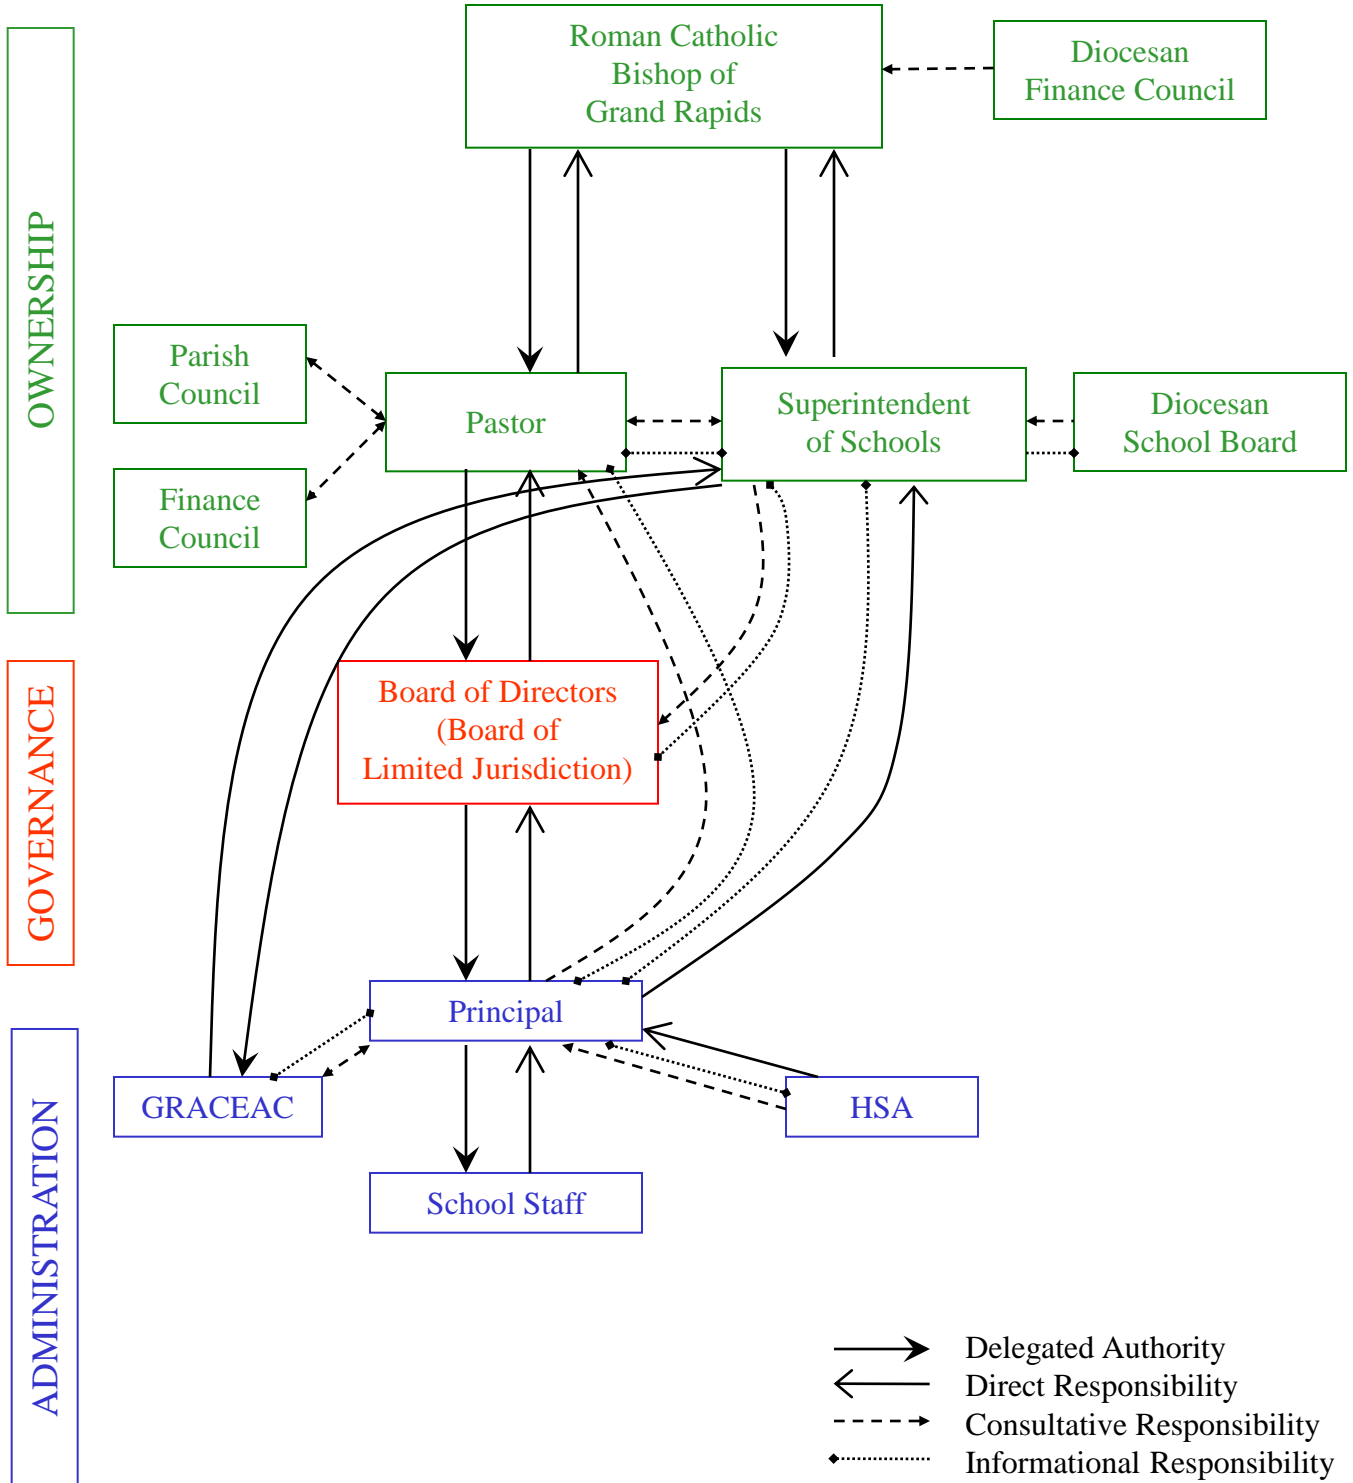 Roman Catholic
Bishop of
Grand Rapids
Diocesan
Finance Council
OWNERSHIP
Parish
Council
Pastor
Superintendent
of Schools
Diocesan
School Board
Finance
Council
GOVERNANCE
Board of Directors
(Board of
Limited Jurisdiction)
ADMINISTRATION
Principal
GRACEAC
HSA
School Staff
Delegated Authority
Direct Responsibility
Consultative Responsibility
Informational Responsibility